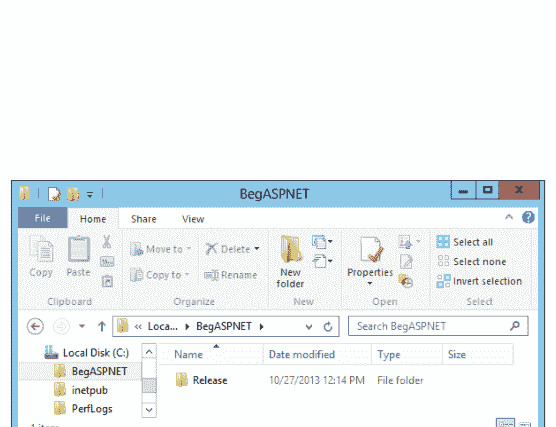 BegASPNET
File Home Share View
Copy Paste Move to Copy to Delete Rename New folder Properties Select all Select none Invert selection
Clipboard Organize New Open Select
« Loca... BegASPNET Search BegASPNET
Local Disk (C:)
BegASPNET
inetpub
PerfLogs
Name Date modified Type Size
Release 10/27/2013 12:14 PM File folder